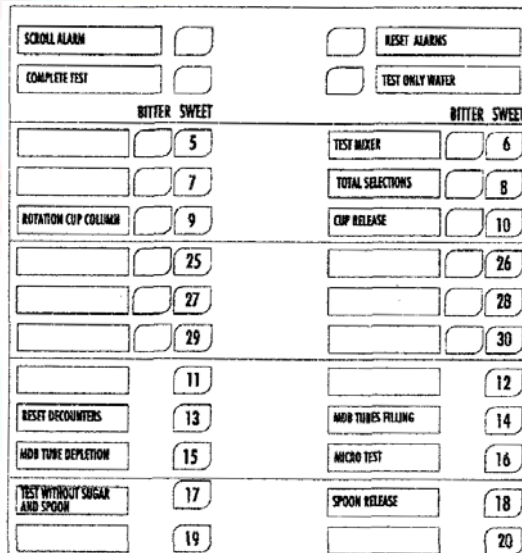 SCROLL ALARM RESET ALARMS
COMPLETE TEST TEST ONLY WATER
BITTER SWEET BITTER SWEET
5 TEST MIXER 6
7 TOTAL SELECTIONS 8
ROTATION CUP COLUMN 9 CUP RELEASE 10
25 26
27 28
29 30
11 12
RESET DECOUNTERS 13 MDB TUBES FILLING 14
MDB TUBE DEPLETION 15 MICRO TEST 16
TEST WITHOUT SUGAR
AND SPOON 17 SPOON RELEASE 18
19 20